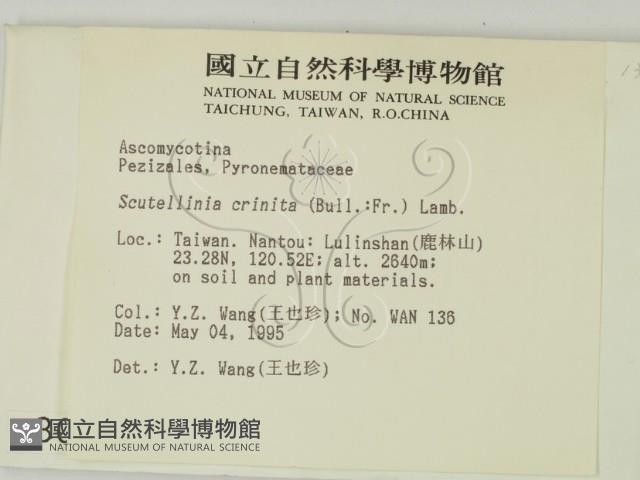 國立自然科學博物館
NATIONAL MUSEUM OF NATURAL SCIENCE
TAICHUNG, TAIWAN, R.O.CHINA
Ascomycotina
Pezizales, Pyronemataceae
Scutellinia crinita (Bull.:Fr.) Lamb.
Loc.: Taiwan. Nantou: Lulinshan(鹿林山)
23.28N, 120.52E; alt. 2640m;
on soil and plant materials.
Col.: Y.Z. Wang(王也珍); No. WAN 136
Date: May 04, 1995
Det.: Y.Z. Wang(王也珍)
國立自然科學博物館
NATIONAL MUSEUM OF NATURAL SCIENCE